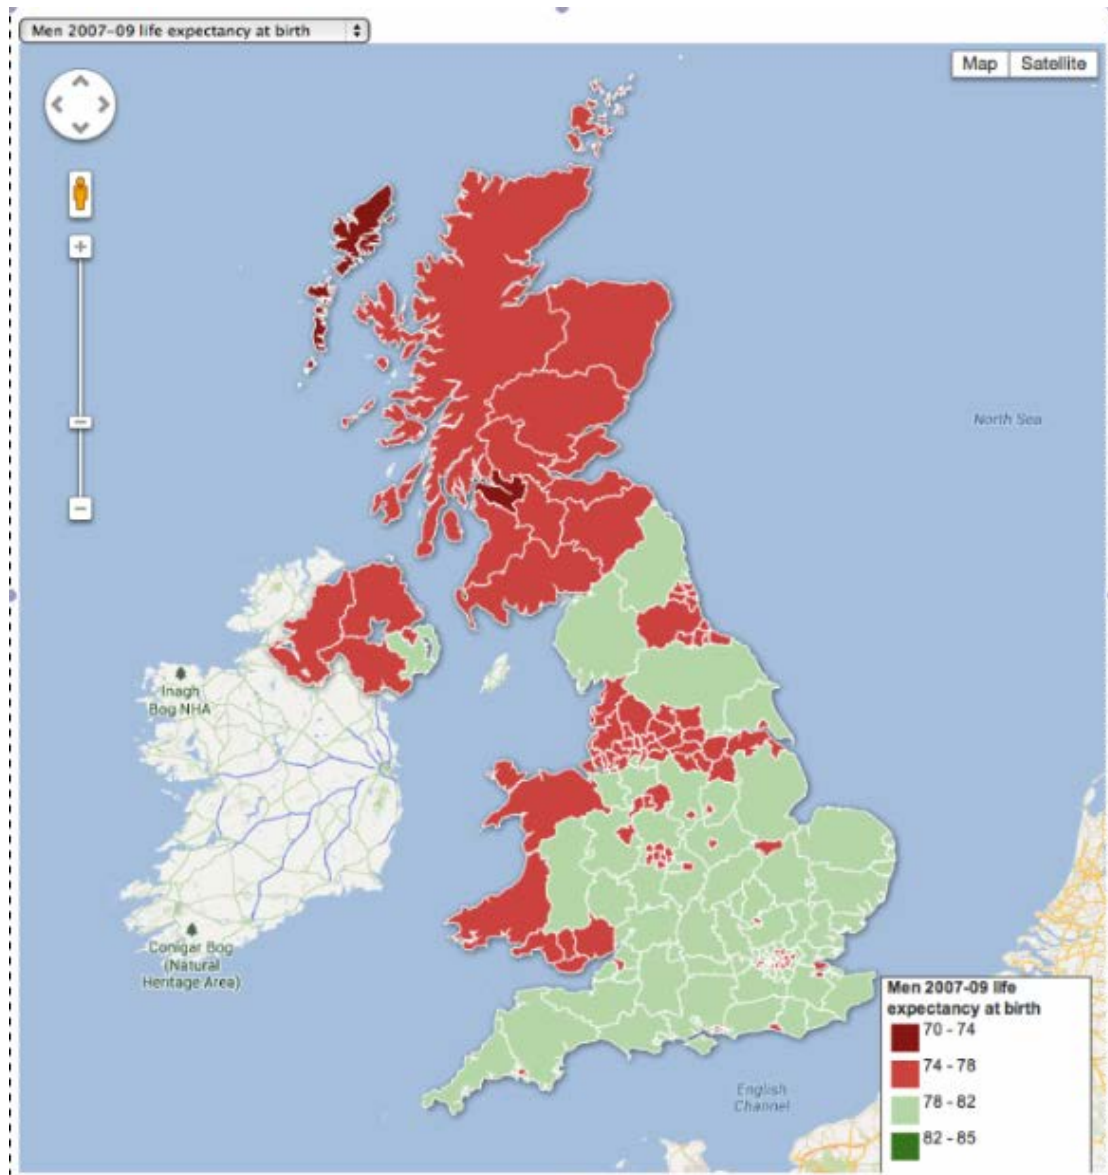 Men 2007-09 life expectancy at birth
Map
Satellite
North Sea
Inagh
Bog NHA
Conigar Bog
(Natural
Heritage Area)
English
Channel
Men 2007-09 life
expectancy at birth
70 - 74
74 - 78
78 - 82
82 - 85